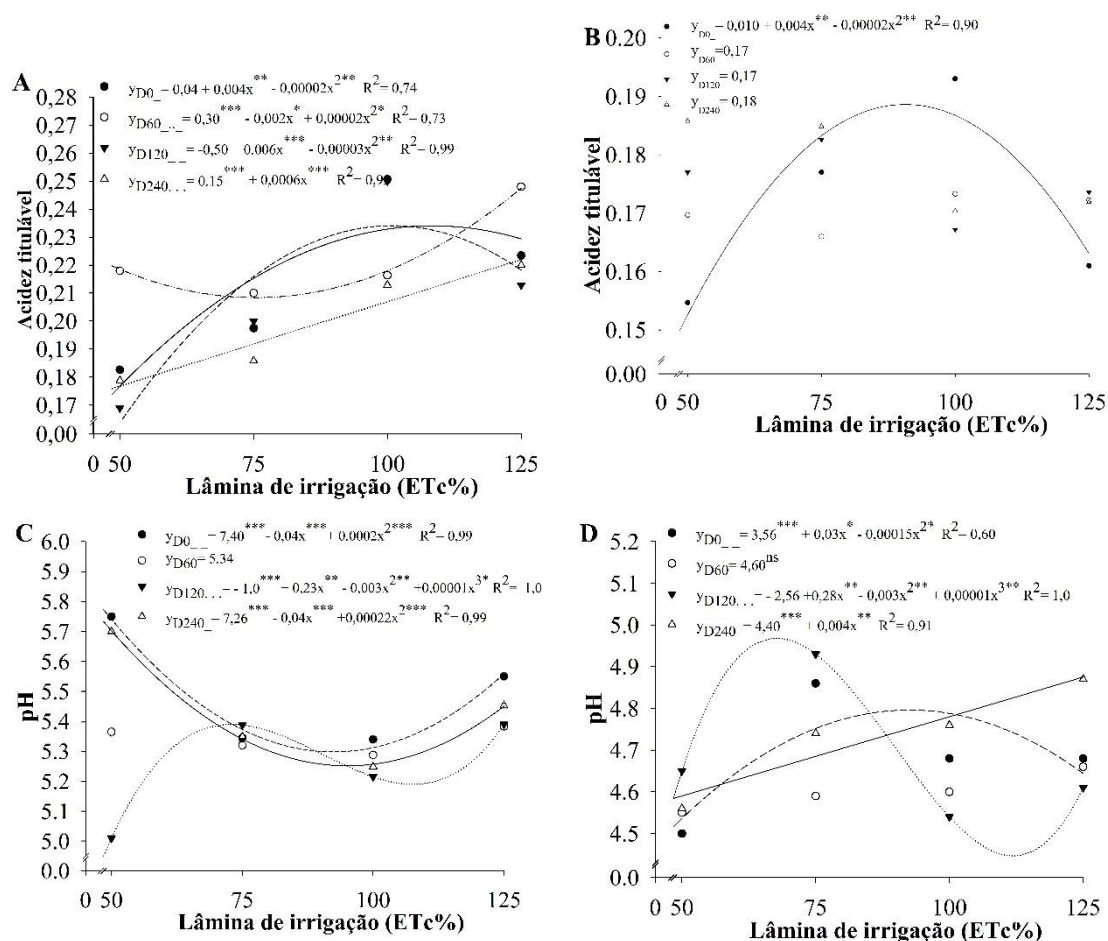 A
y_D0_ = 0,04 + 0,004x** - 0,00002x²** R² = 0,74
y_D60_.._ = 0,30*** - 0,002x* + 0,00002x²* R² = 0,73
y_D120_ _ = -0,50 0,006x*** - 0,00003x²** R² = 0,99
y_D240... = 0,15*** + 0,0006x*** R² = 0,9
Acidez titulável
0,28
0,27
0,26
0,25
0,23
0,22
0,21
0,20
0,19
0,18
0,17
0,00
0 50 75 100 125
Lâmina de irrigação (ETc%)
B
y_D0_ = 0,010 + 0,004x** - 0,00002x²** R² = 0,90
y_D60 = 0,17
y_D120 = 0,17
y_D240 = 0,18
Acidez titulável
0.20
0.19
0.18
0.17
0.16
0.15
0.00
0 50 75 100 125
Lâmina de irrigação (ETc%)
C
y_D0_ _ = 7,40*** - 0,04x*** + 0,0002x²*** R² = 0,99
y_D60 = 5,34
y_D120... = - 1,0*** - 0,23x** - 0,003x²** +0,00001x³* R² = 1,0
y_D240_ = 7,26*** - 0,04x*** +0,00022x²*** R² = 0,99
pH
6.0
5.9
5.8
5.7
5.6
5.5
5.4
5.3
5.2
5.1
5.0
0.0
0 50 75 100 125
Lâmina de irrigação (ETc%)
D
y_D0_ _ = 3,56*** + 0,03x* - 0,00015x²* R² = 0,60
y_D60 = 4,60ns
y_D120... = - 2,56 +0,28x** - 0,003x²** + 0,00001x³** R² = 1,0
y_D240 = 4,40*** + 0,004x** R² = 0,91
pH
5.2
5.1
5.0
4.9
4.8
4.7
4.6
4.5
0.0
0 50 75 100 125
Lâmina de irrigação (ETc%)